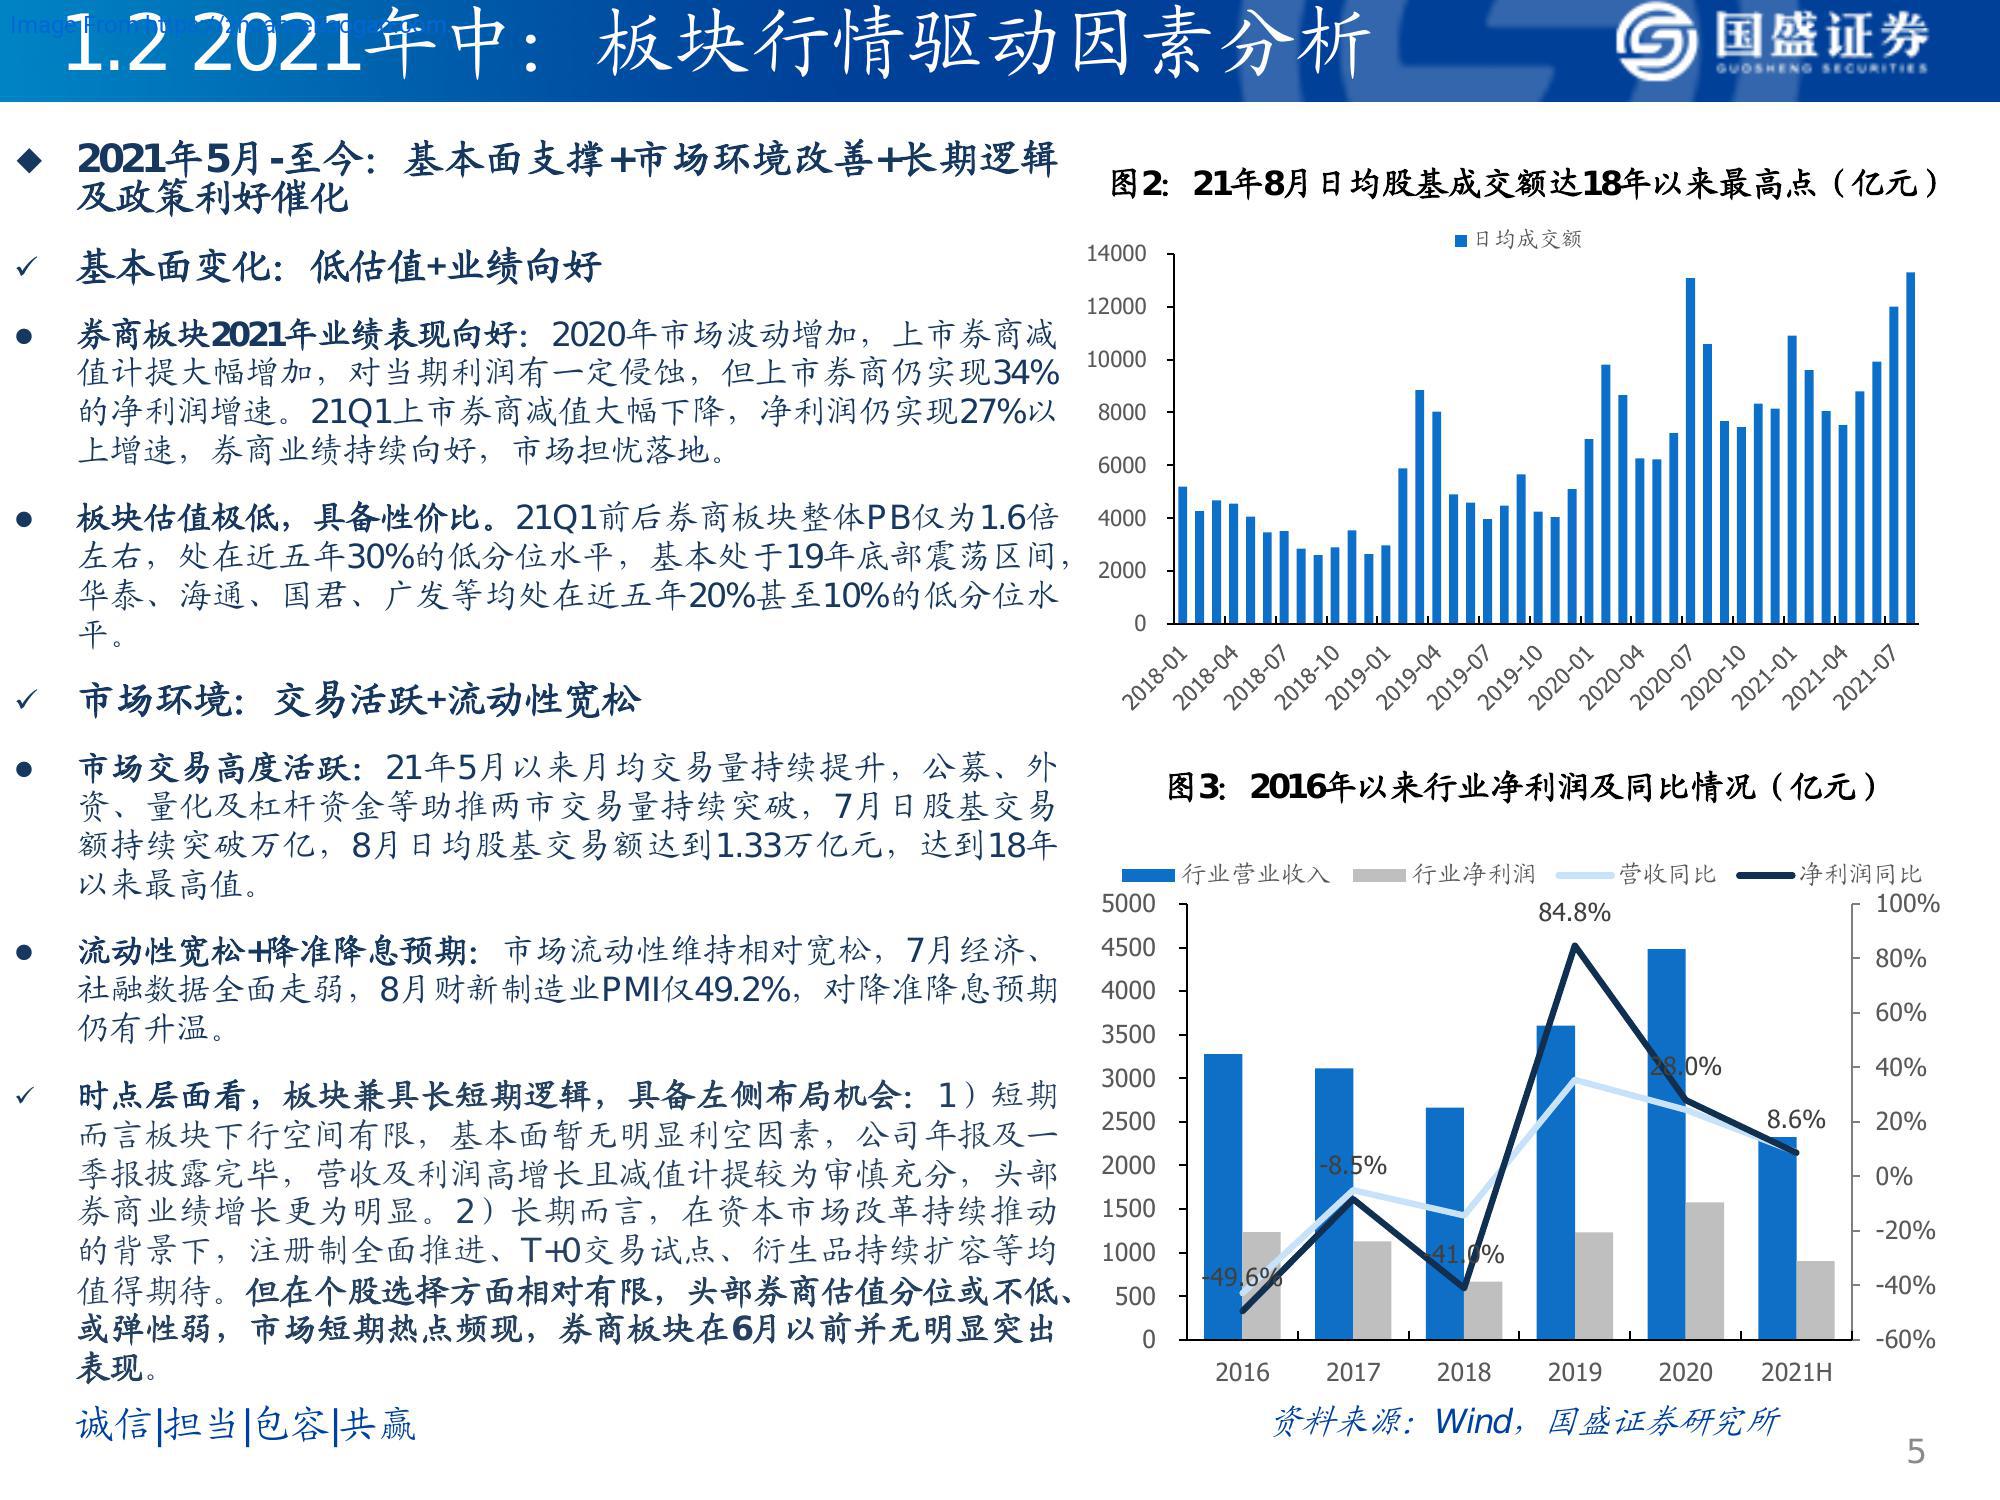 Image From https://zhuanlan
1.2 2021年中：板块行情驱动因素分析
国盛证券
GUOSHENG SECURITIES
◆ 2021年5月-至今：基本面支撑+市场环境改善+长期逻辑
及政策利好催化
✓ 基本面变化：低估值+业绩向好
● 券商板块2021年业绩表现向好：2020年市场波动增加，上市券商减
值计提大幅增加，对当期利润有一定侵蚀，但上市券商仍实现34%
的净利润增速。21Q1上市券商减值大幅下降，净利润仍实现27%以
上增速，券商业绩持续向好，市场担忧落地。
● 板块估值极低，具备性价比。21Q1前后券商板块整体PB仅为1.6倍
左右，处在近五年30%的低分位水平，基本处于19年底部震荡区间，
华泰、海通、国君、广发等均处在近五年20%甚至10%的低分位水
平。
✓ 市场环境：交易活跃+流动性宽松
● 市场交易高度活跃：21年5月以来月均交易量持续提升，公募、外
资、量化及杠杆资金等助推两市交易量持续突破，7月日股基交易
额持续突破万亿，8月日均股基交易额达到1.33万亿元，达到18年
以来最高值。
● 流动性宽松+降准降息预期：市场流动性维持相对宽松，7月经济、
社融数据全面走弱，8月财新制造业PMI仅49.2%，对降准降息预期
仍有升温。
✓ 时点层面看，板块兼具长短期逻辑，具备左侧布局机会：1）短期
而言板块下行空间有限，基本面暂无明显利空因素，公司年报及一
季报披露完毕，营收及利润高增长且减值计提较为审慎充分，头部
券商业绩增长更为明显。2）长期而言，在资本市场改革持续推动
的背景下，注册制全面推进、T+0交易试点、衍生品持续扩容等均
值得期待。但在个股选择方面相对有限，头部券商估值分位或不低、
或弹性弱，市场短期热点频现，券商板块在6月以前并无明显突出
表现。
图2：21年8月日均股基成交额达18年以来最高点（亿元）
日均成交额
14000
12000
10000
8000
6000
4000
2000
0
2018-01 2018-04 2018-07 2018-10 2019-01 2019-04 2019-07 2019-10 2020-01 2020-04 2020-07 2020-10 2021-01 2021-04 2021-07
图3：2016年以来行业净利润及同比情况（亿元）
行业营业收入 行业净利润 营收同比 净利润同比
5000 100%
4500 80%
4000 60%
3500 40%
3000 20%
2500 0%
2000 -20%
1500 -40%
1000 -60%
500
0
-49.6%
-8.5%
-41.0%
84.8%
28.0%
8.6%
2016 2017 2018 2019 2020 2021H
资料来源：Wind，国盛证券研究所
诚信|担当|包容|共赢
5